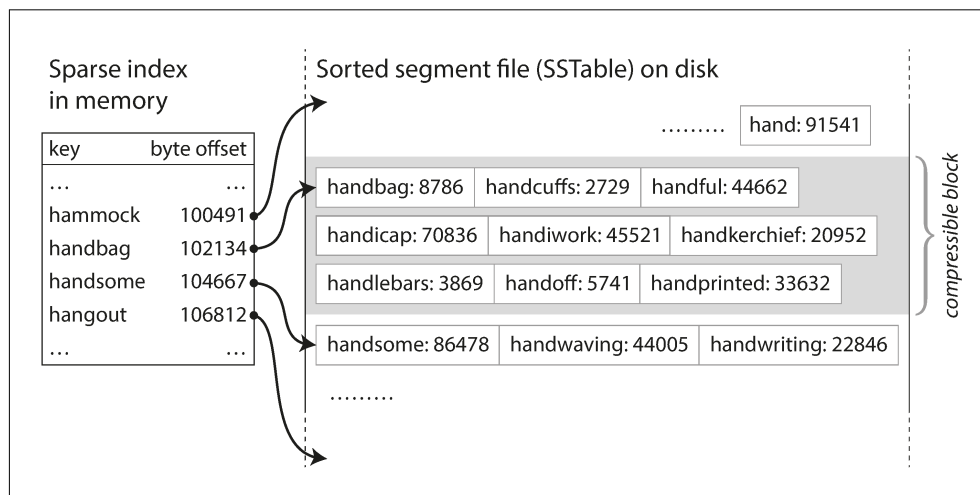 Sparse index
in memory
key byte offset
... ...
hammock 100491
handbag 102134
handsome 104667
hangout 106812
... ...
Sorted segment file (SSTable) on disk
......... hand: 91541
handbag: 8786 handcuffs: 2729 handful: 44662
handicap: 70836 handiwork: 45521 handkerchief: 20952
handlebars: 3869 handoff: 5741 handprinted: 33632
handsome: 86478 handwaving: 44005 handwriting: 22846
.........
compressible block